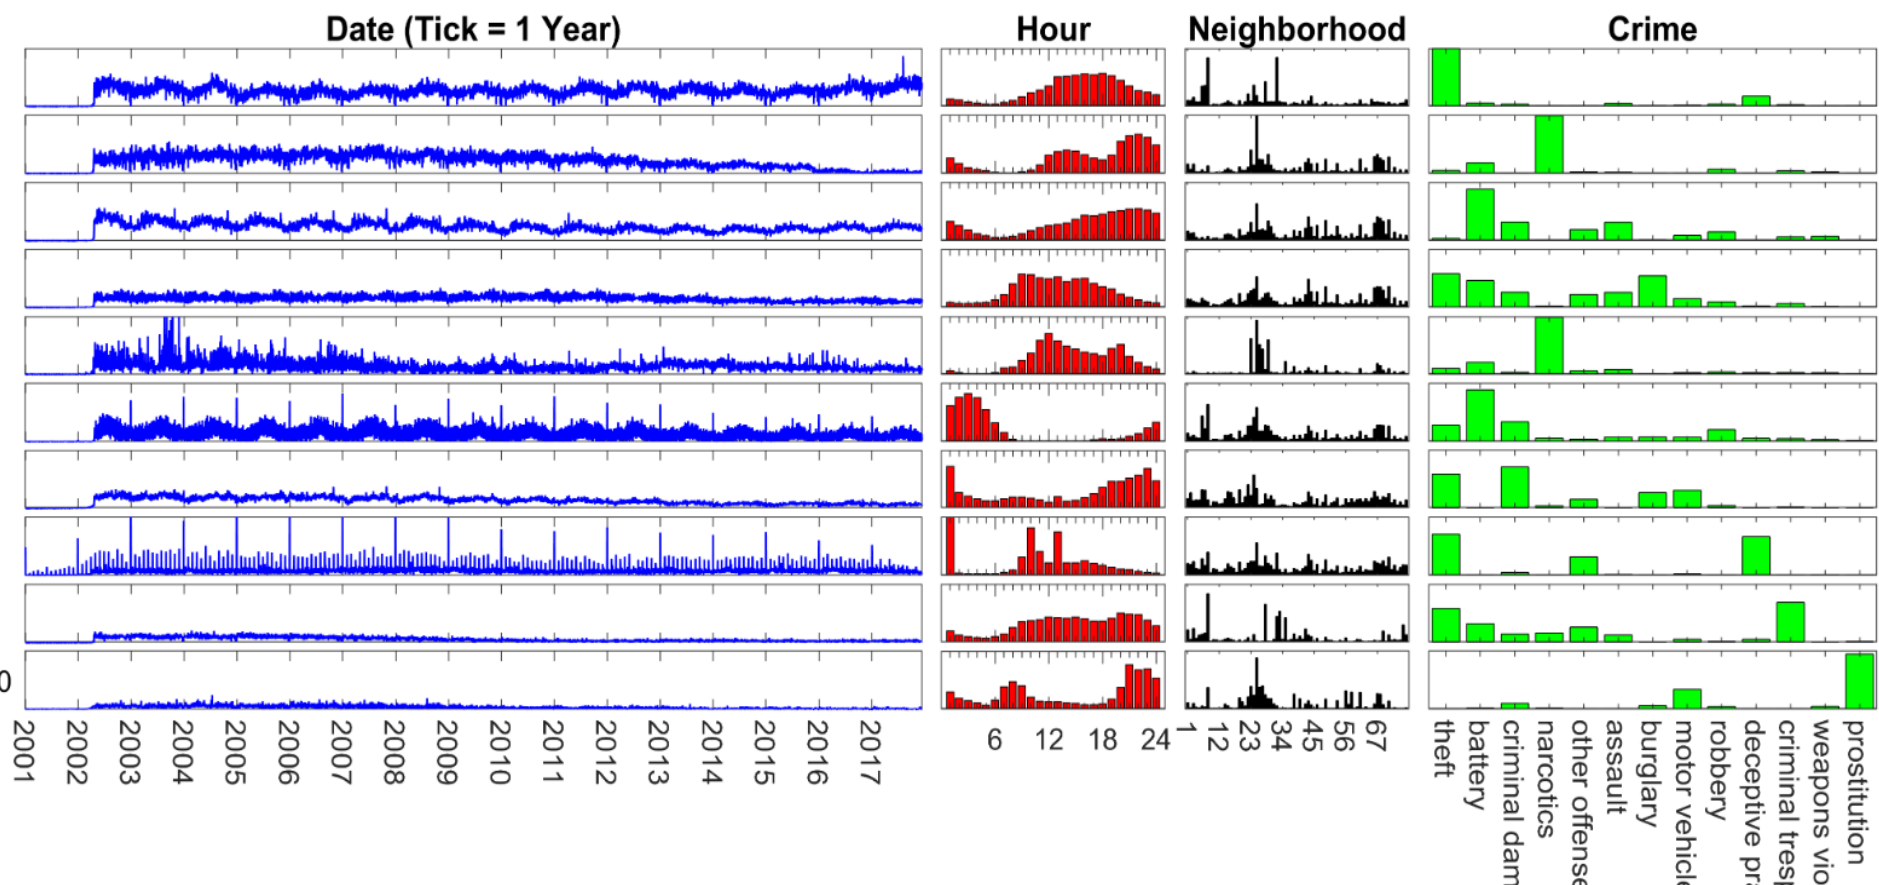 Date (Tick = 1 Year) Hour Neighborhood Crime
0
2001 2002 2003 2004 2005 2006 2007 2008 2009 2010 2011 2012 2013 2014 2015 2016 2017
6 12 18 24
1 12 23 34 45 56 67
theft
battery
criminal dam
narcotics
other offense
assault
burglary
motor vehicle
robbery
deceptive pra
criminal tresp
weapons vio
prostitution